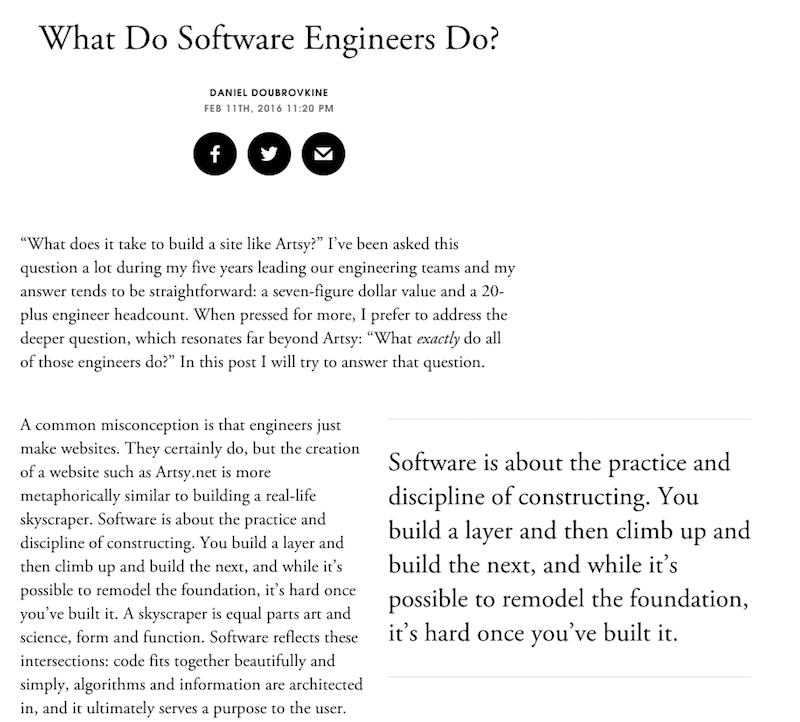 What Do Software Engineers Do?
DANIEL DOUBROVKINE
FEB 11TH, 2016 11:20 PM
“What does it take to build a site like Artsy?” I’ve been asked this
question a lot during my five years leading our engineering teams and my
answer tends to be straightforward: a seven-figure dollar value and a 20-
plus engineer headcount. When pressed for more, I prefer to address the
deeper question, which resonates far beyond Artsy: “What exactly do all
of those engineers do?” In this post I will try to answer that question.
A common misconception is that engineers just
make websites. They certainly do, but the creation
of a website such as Artsy.net is more
metaphorically similar to building a real-life
skyscraper. Software is about the practice and
discipline of constructing. You build a layer and
then climb up and build the next, and while it’s
possible to remodel the foundation, it’s hard once
you’ve built it. A skyscraper is equal parts art and
science, form and function. Software reflects these
intersections: code fits together beautifully and
simply, algorithms and information are architected
in, and it ultimately serves a purpose to the user.
Software is about the practice and
discipline of constructing. You
build a layer and then climb up and
build the next, and while it’s
possible to remodel the foundation,
it’s hard once you’ve built it.